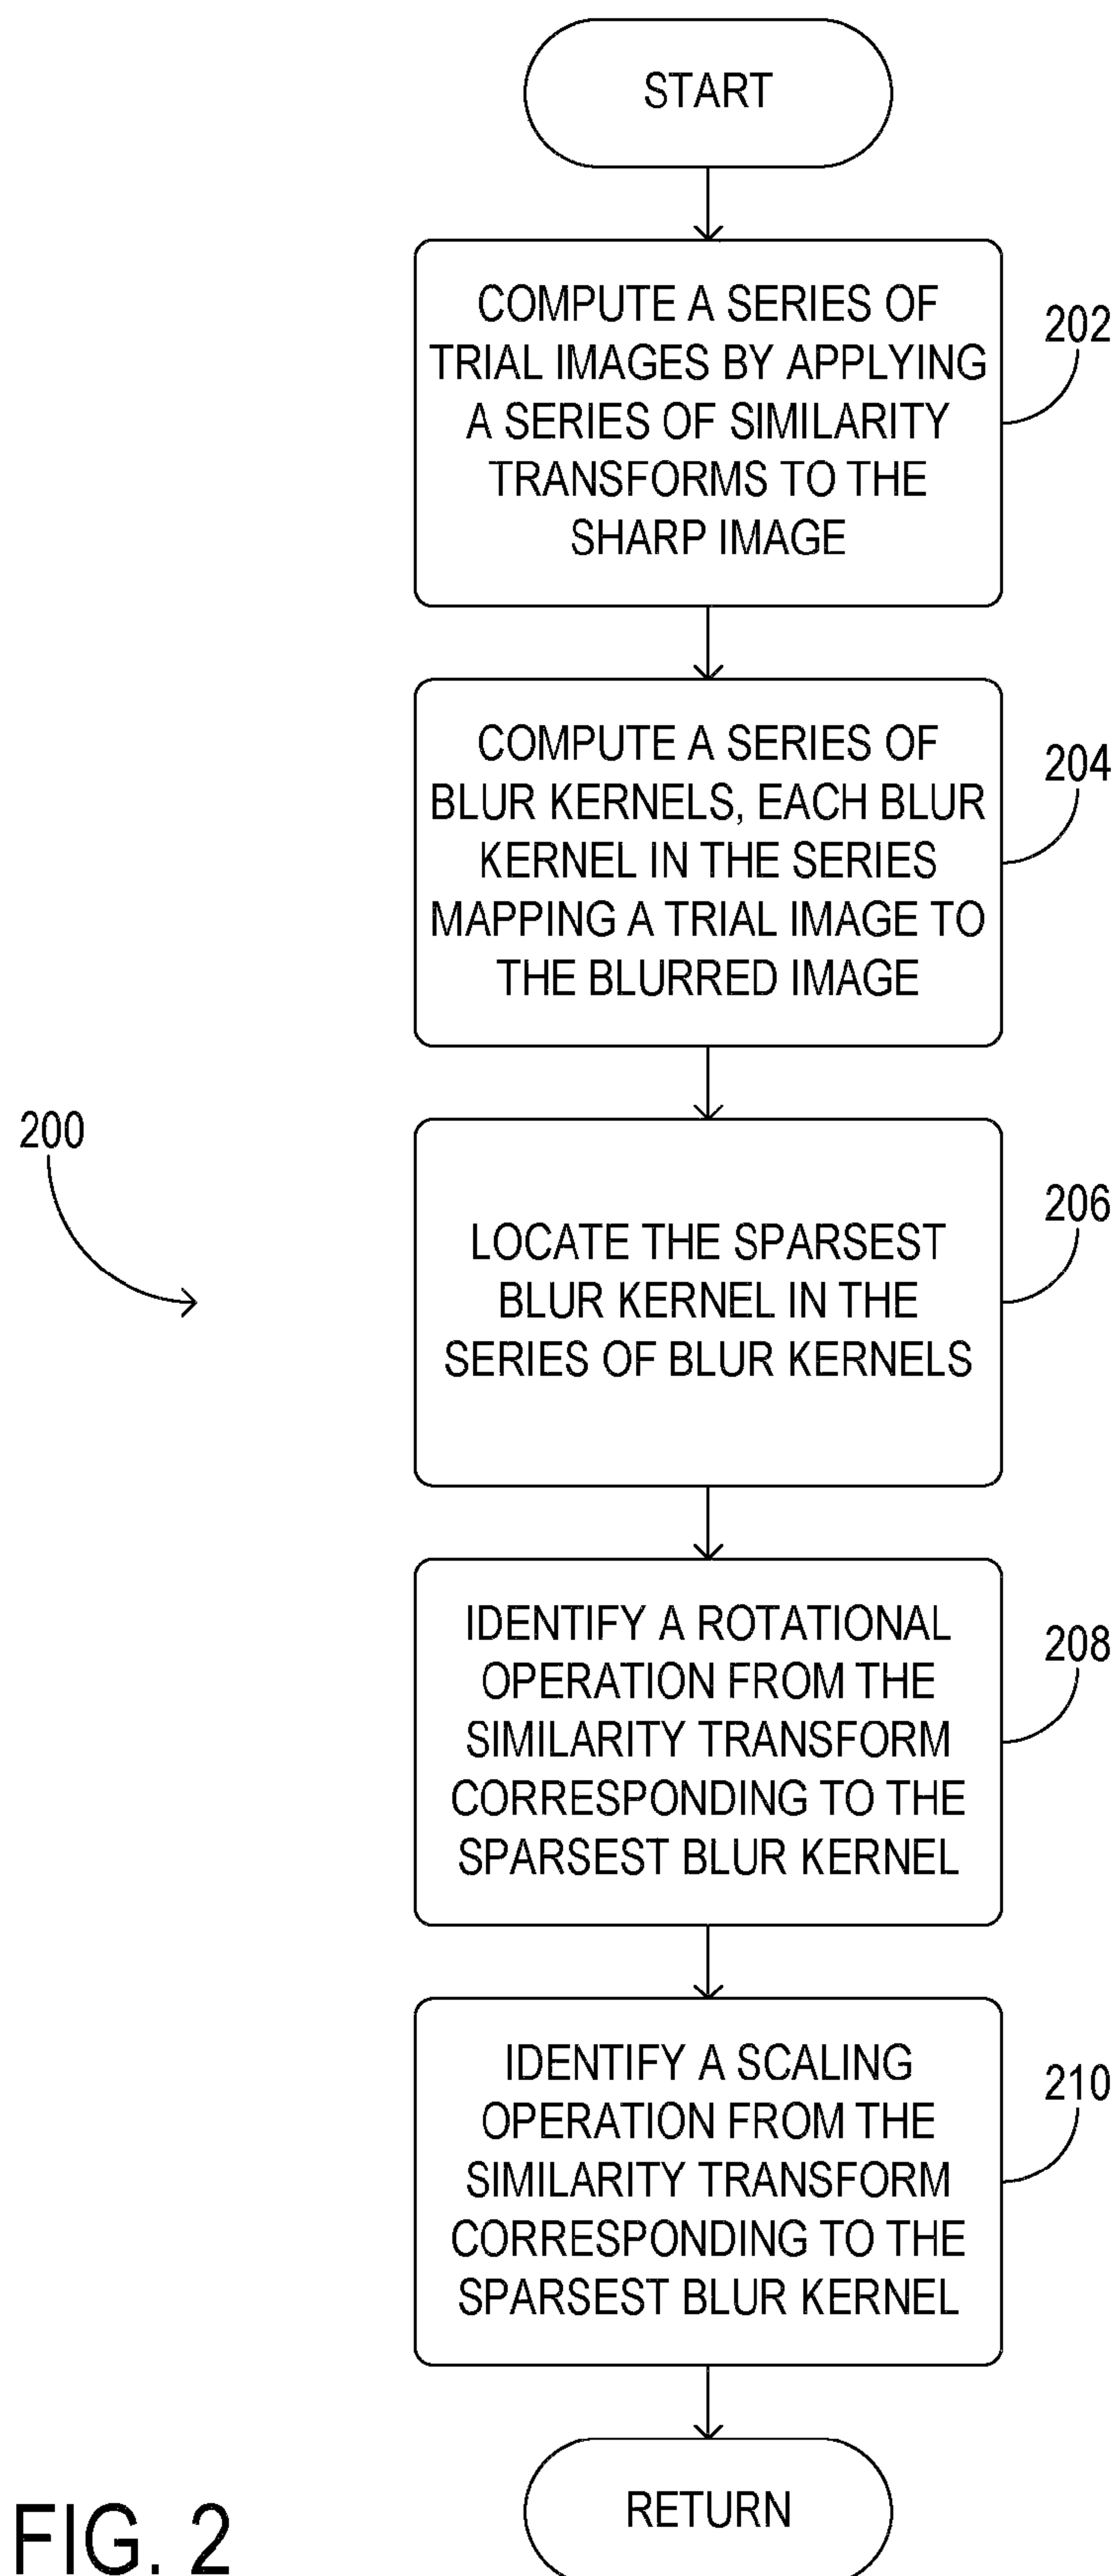 START
COMPUTE A SERIES OF
TRIAL IMAGES BY APPLYING
A SERIES OF SIMILARITY
TRANSFORMS TO THE
SHARP IMAGE
202
COMPUTE A SERIES OF
BLUR KERNELS, EACH BLUR
KERNEL IN THE SERIES
MAPPING A TRIAL IMAGE TO
THE BLURRED IMAGE
204
200
LOCATE THE SPARSEST
BLUR KERNEL IN THE
SERIES OF BLUR KERNELS
206
IDENTIFY A ROTATIONAL
OPERATION FROM THE
SIMILARITY TRANSFORM
CORRESPONDING TO THE
SPARSEST BLUR KERNEL
208
IDENTIFY A SCALING
OPERATION FROM THE
SIMILARITY TRANSFORM
CORRESPONDING TO THE
SPARSEST BLUR KERNEL
210
RETURN
FIG. 2